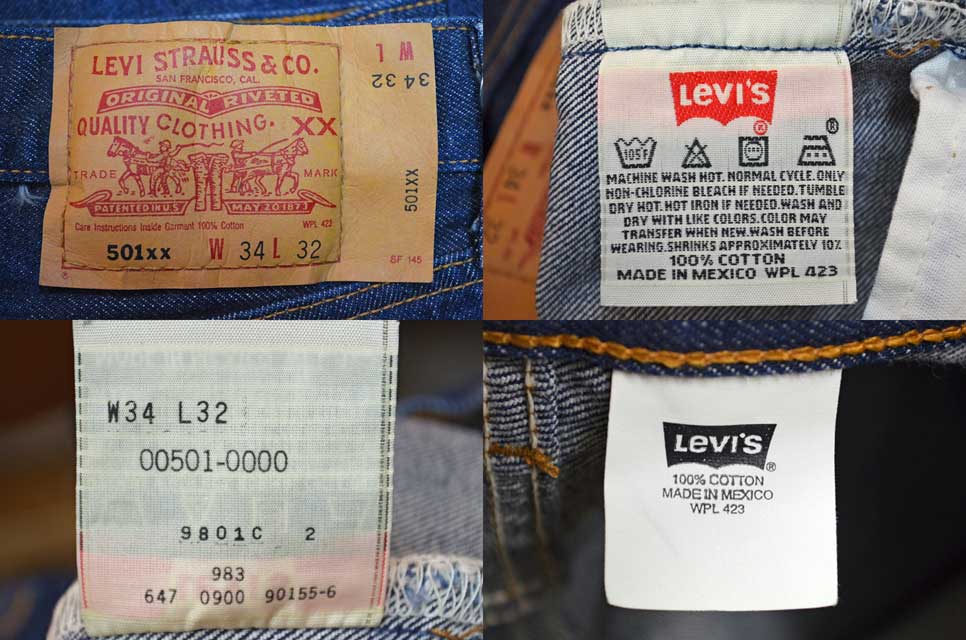 LEVI STRAUSS & CO.
SAN FRANCISCO, CAL.
ORIGINAL RIVETED
QUALITY CLOTHING.
XX
TRADE MARK
PATENTED IN U.S. MAY 20 1873
Care Instructions Inside Garment 100% Cotton WPL 423
501xx W 34 L 32
®
L W
34 32
501XX
SF 145
LEVI'S
®
105°F
®
MACHINE WASH HOT. NORMAL CYCLE. ONLY
NON-CHLORINE BLEACH IF NEEDED. TUMBLE
DRY HOT. HOT IRON IF NEEDED. WASH AND
DRY WITH LIKE COLORS. COLOR MAY
TRANSFER WHEN NEW. WASH BEFORE
WEARING. SHRINKS APPROXIMATELY 10%
100% COTTON
MADE IN MEXICO WPL 423
W34 L32
00501-0000
9801C 2
983
647 0900 90155-6
LEVI'S
®
100% COTTON
MADE IN MEXICO
WPL 423